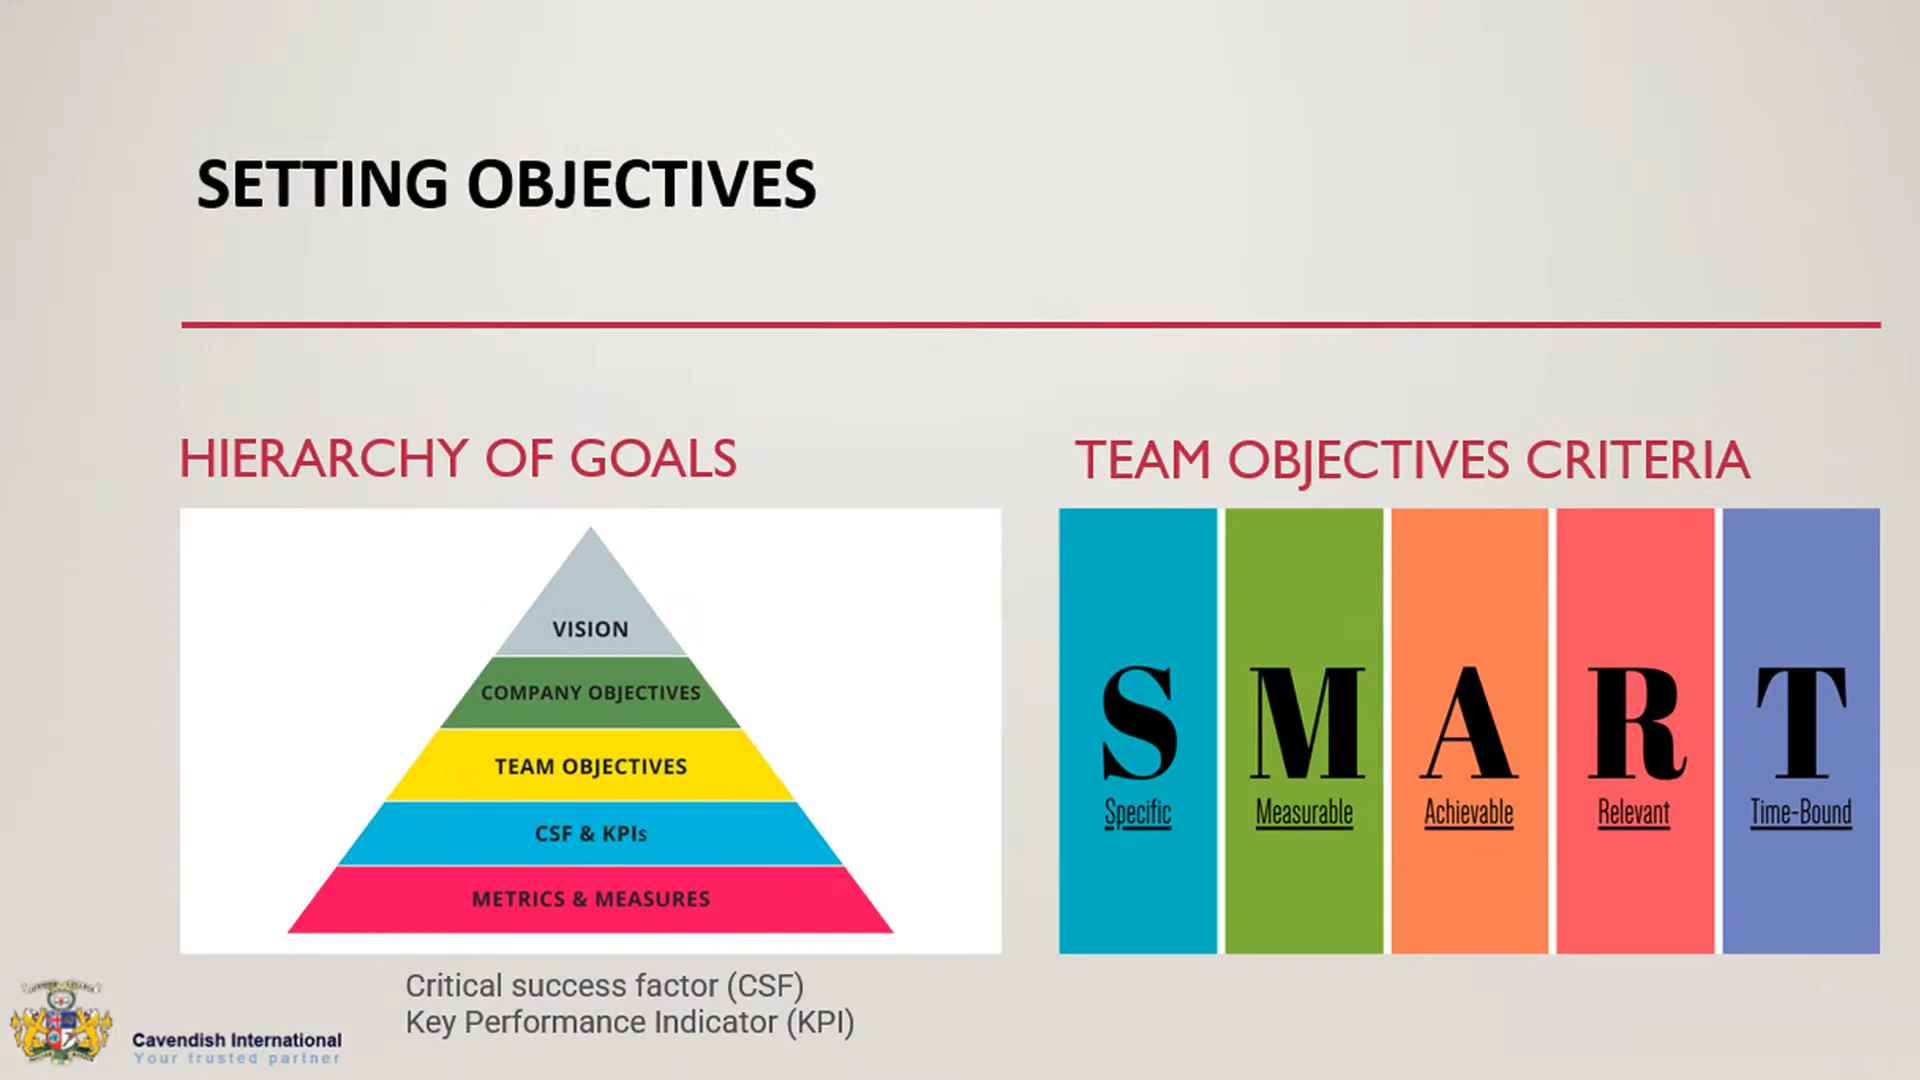 SETTING OBJECTIVES
HIERARCHY OF GOALS
VISION
COMPANY OBJECTIVES
TEAM OBJECTIVES
CSF & KPIs
METRICS & MEASURES
Critical success factor (CSF)
Key Performance Indicator (KPI)
TEAM OBJECTIVES CRITERIA
S M A R T
Specific Measurable Achievable Relevant Time-Bound
Cavendish International
Your trusted partner